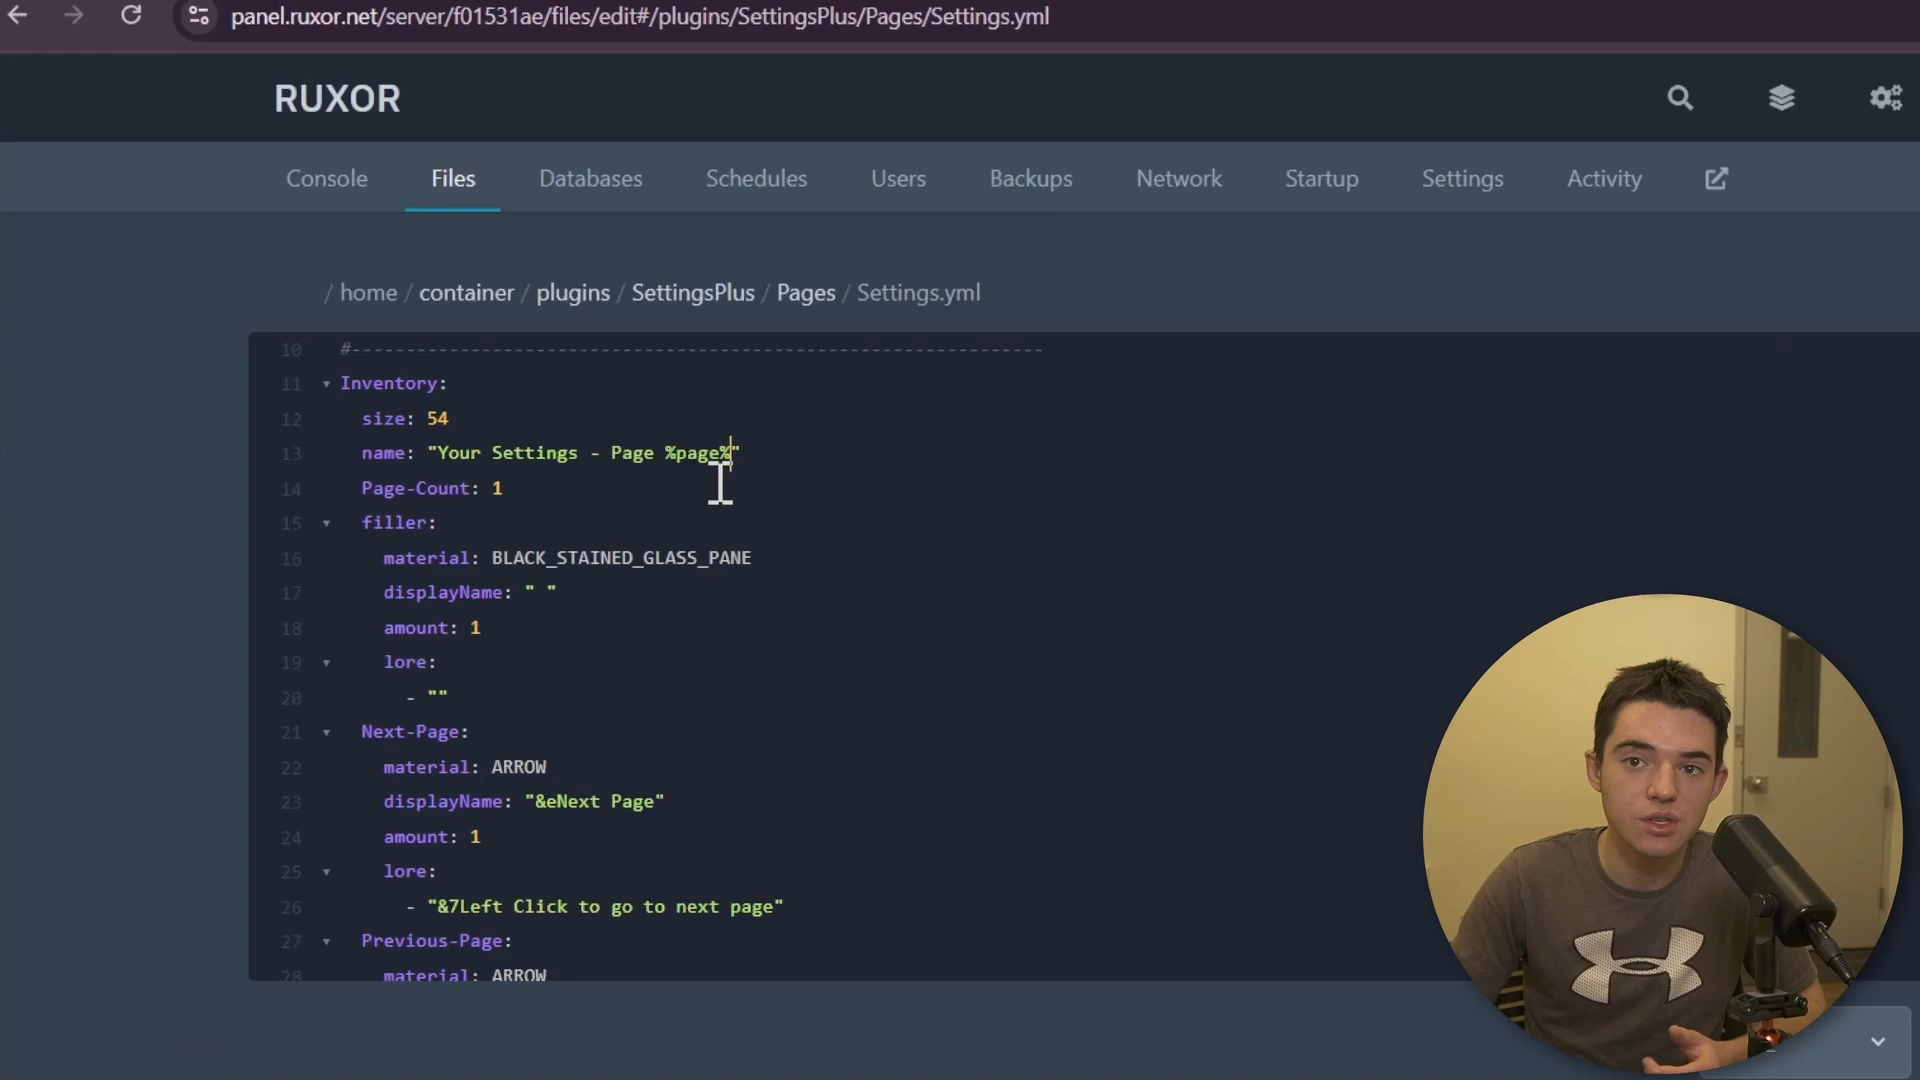 panel.ruxor.net/server/f01531ae/files/edit#/plugins/SettingsPlus/Pages/Settings.yml
RUXOR
Console Files Databases Schedules Users Backups Network Startup Settings Activity
/ home / container / plugins / SettingsPlus / Pages / Settings.yml
10 #----------------------------------------------------------------
11 Inventory:
12 size: 54
13 name: "Your Settings - Page %page%"
14 Page-Count: 1
15 filler:
16 material: BLACK_STAINED_GLASS_PANE
17 displayName: " "
18 amount: 1
19 lore:
20 - ""
21 Next-Page:
22 material: ARROW
23 displayName: "&eNext Page"
24 amount: 1
25 lore:
26 - "&7Left Click to go to next page"
27 Previous-Page:
28 material: ARROW